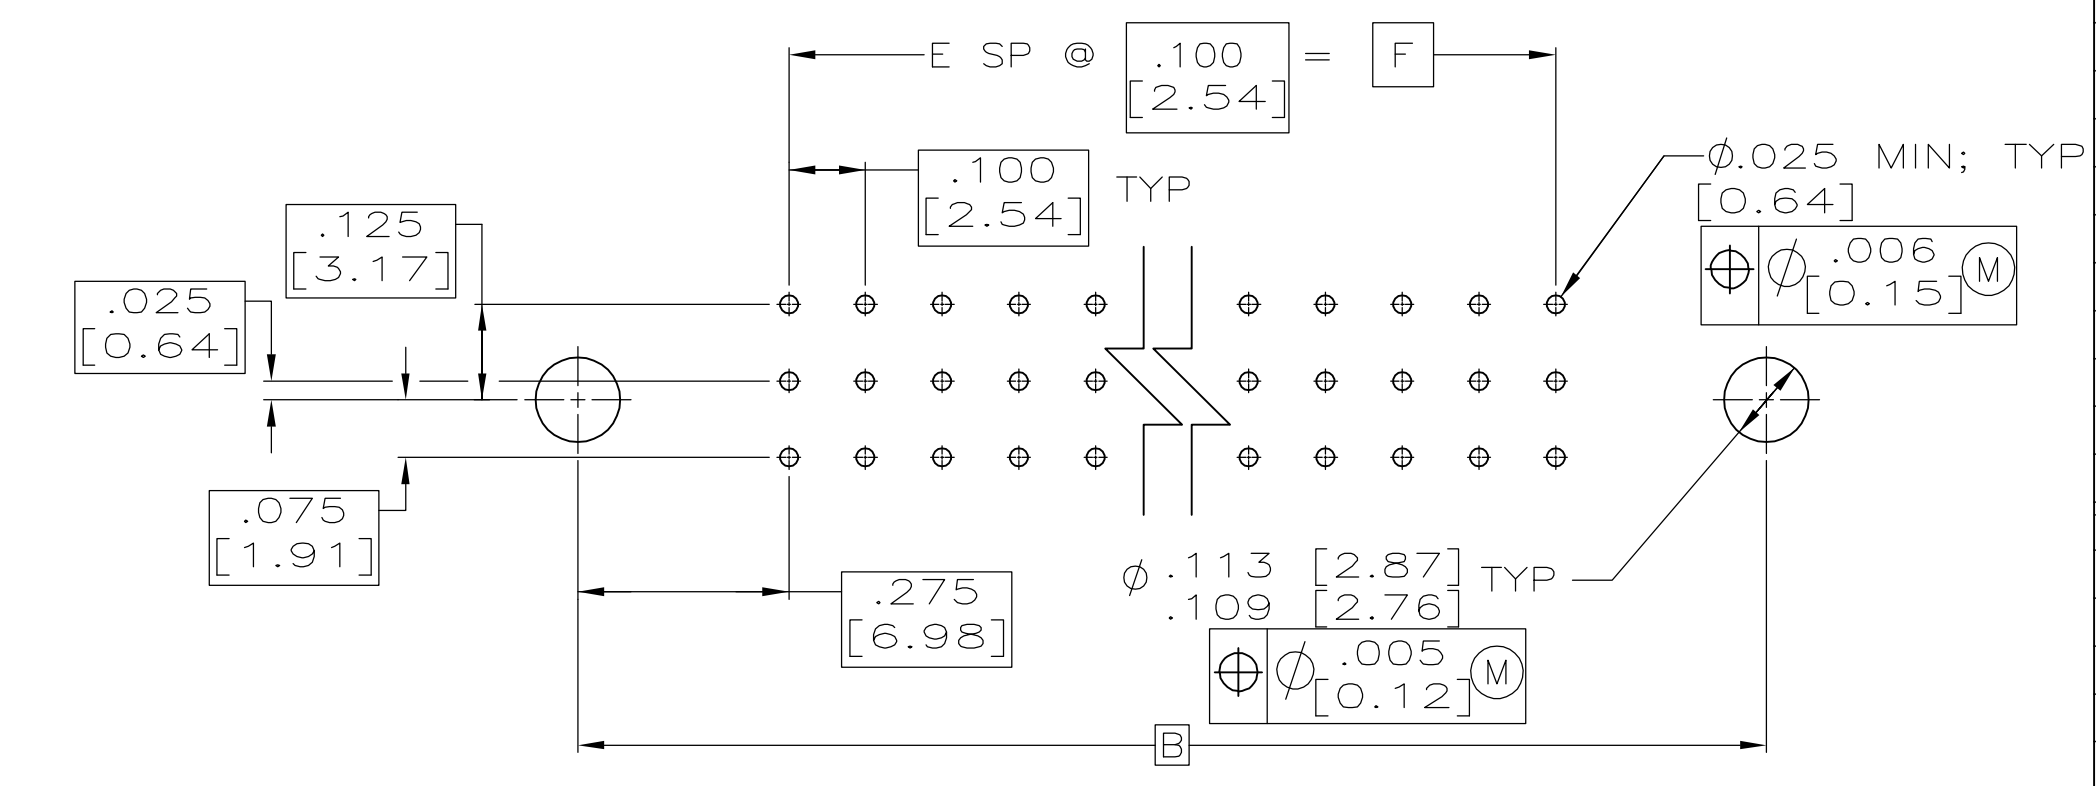 E SP @ .100 = F
[2.54]
.100 TYP
[2.54]
⌀.025 MIN; TYP
[0.64]
⌖ ⌀ .006 Ⓜ
[0.15]
.125
[3.17]
.025
[0.64]
.075
[1.91]
.275
[6.98]
⌀ .113 [2.87] TYP
.109 [2.76]
⌖ ⌀ .005 Ⓜ
[0.12]
B